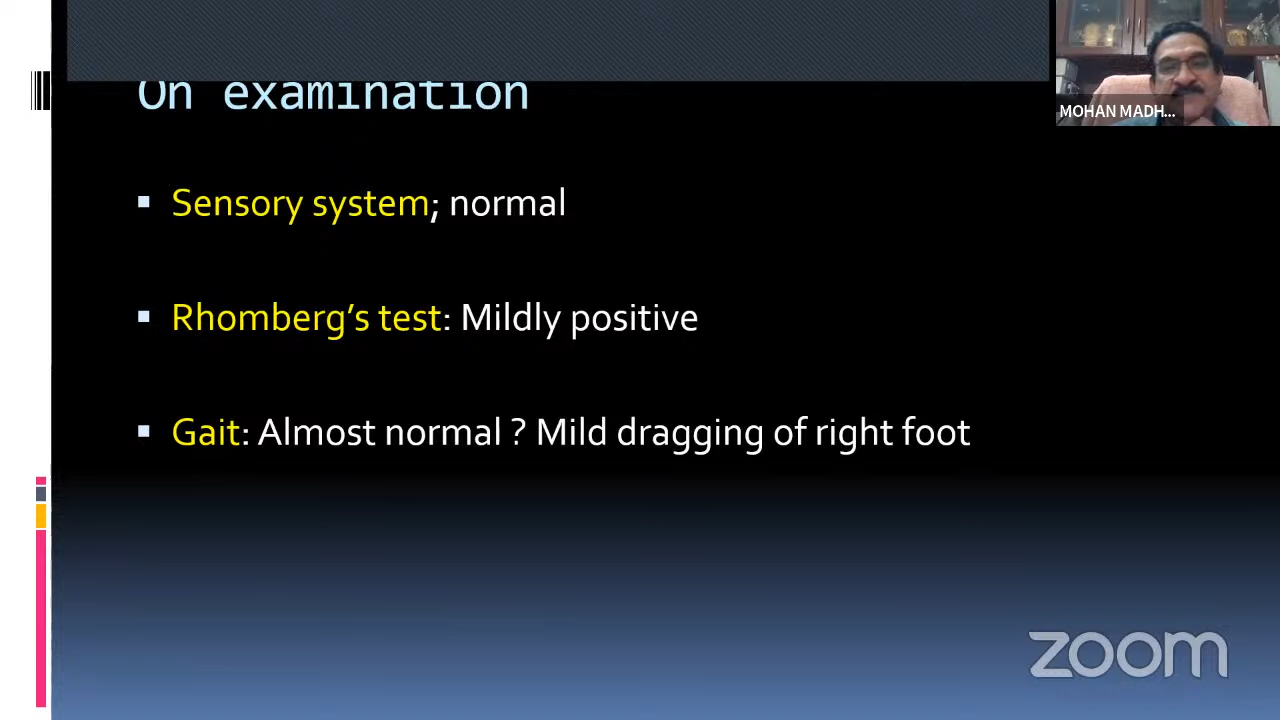 On examination
MOHAN MADH...
▪ Sensory system; normal
▪ Rhomberg's test: Mildly positive
▪ Gait: Almost normal ? Mild dragging of right foot
zoom